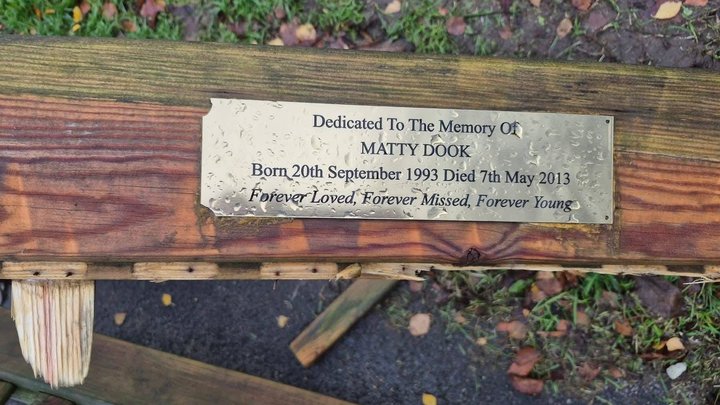 Dedicated To The Memory Of
MATTY DOOK
Born 20th September 1993 Died 7th May 2013
Forever Loved, Forever Missed, Forever Young